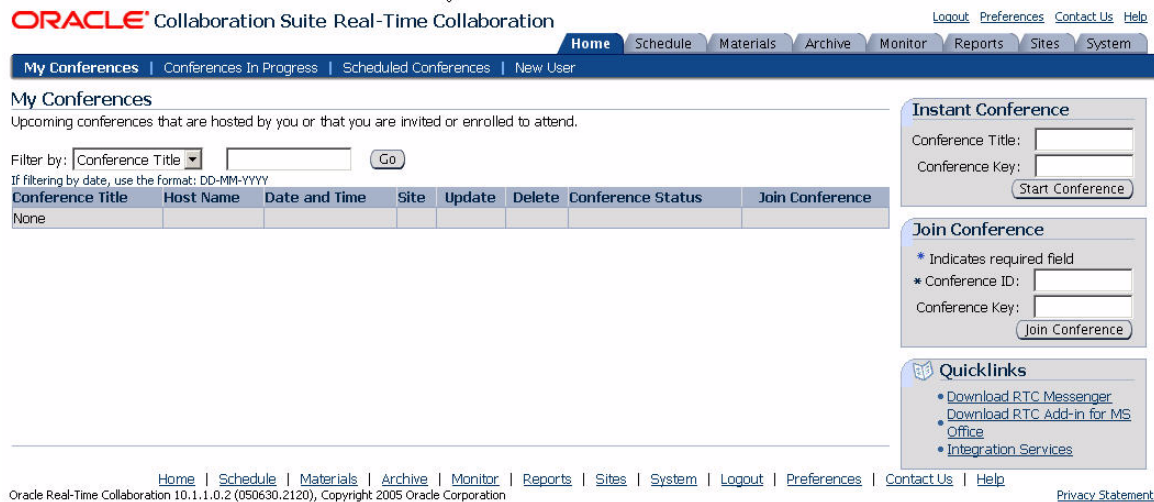 ORACLE Collaboration Suite Real-Time Collaboration
Logout Preferences Contact Us Help
Home Schedule Materials Archive Monitor Reports Sites System
My Conferences | Conferences In Progress | Scheduled Conferences | New User
My Conferences
Upcoming conferences that are hosted by you or that you are invited or enrolled to attend.
Filter by: Conference Title Go
If filtering by date, use the format: DD-MM-YYYY
Conference Title Host Name Date and Time Site Update Delete Conference Status Join Conference
None
Instant Conference
Conference Title:
Conference Key:
Start Conference
Join Conference
* Indicates required field
* Conference ID:
Conference Key:
Join Conference
Quicklinks
• Download RTC Messenger
• Download RTC Add-in for MS
Office
• Integration Services
Home | Schedule | Materials | Archive | Monitor | Reports | Sites | System | Logout | Preferences | Contact Us | Help
Oracle Real-Time Collaboration 10.1.1.0.2 (050630.2120), Copyright 2005 Oracle Corporation
Privacy Statement